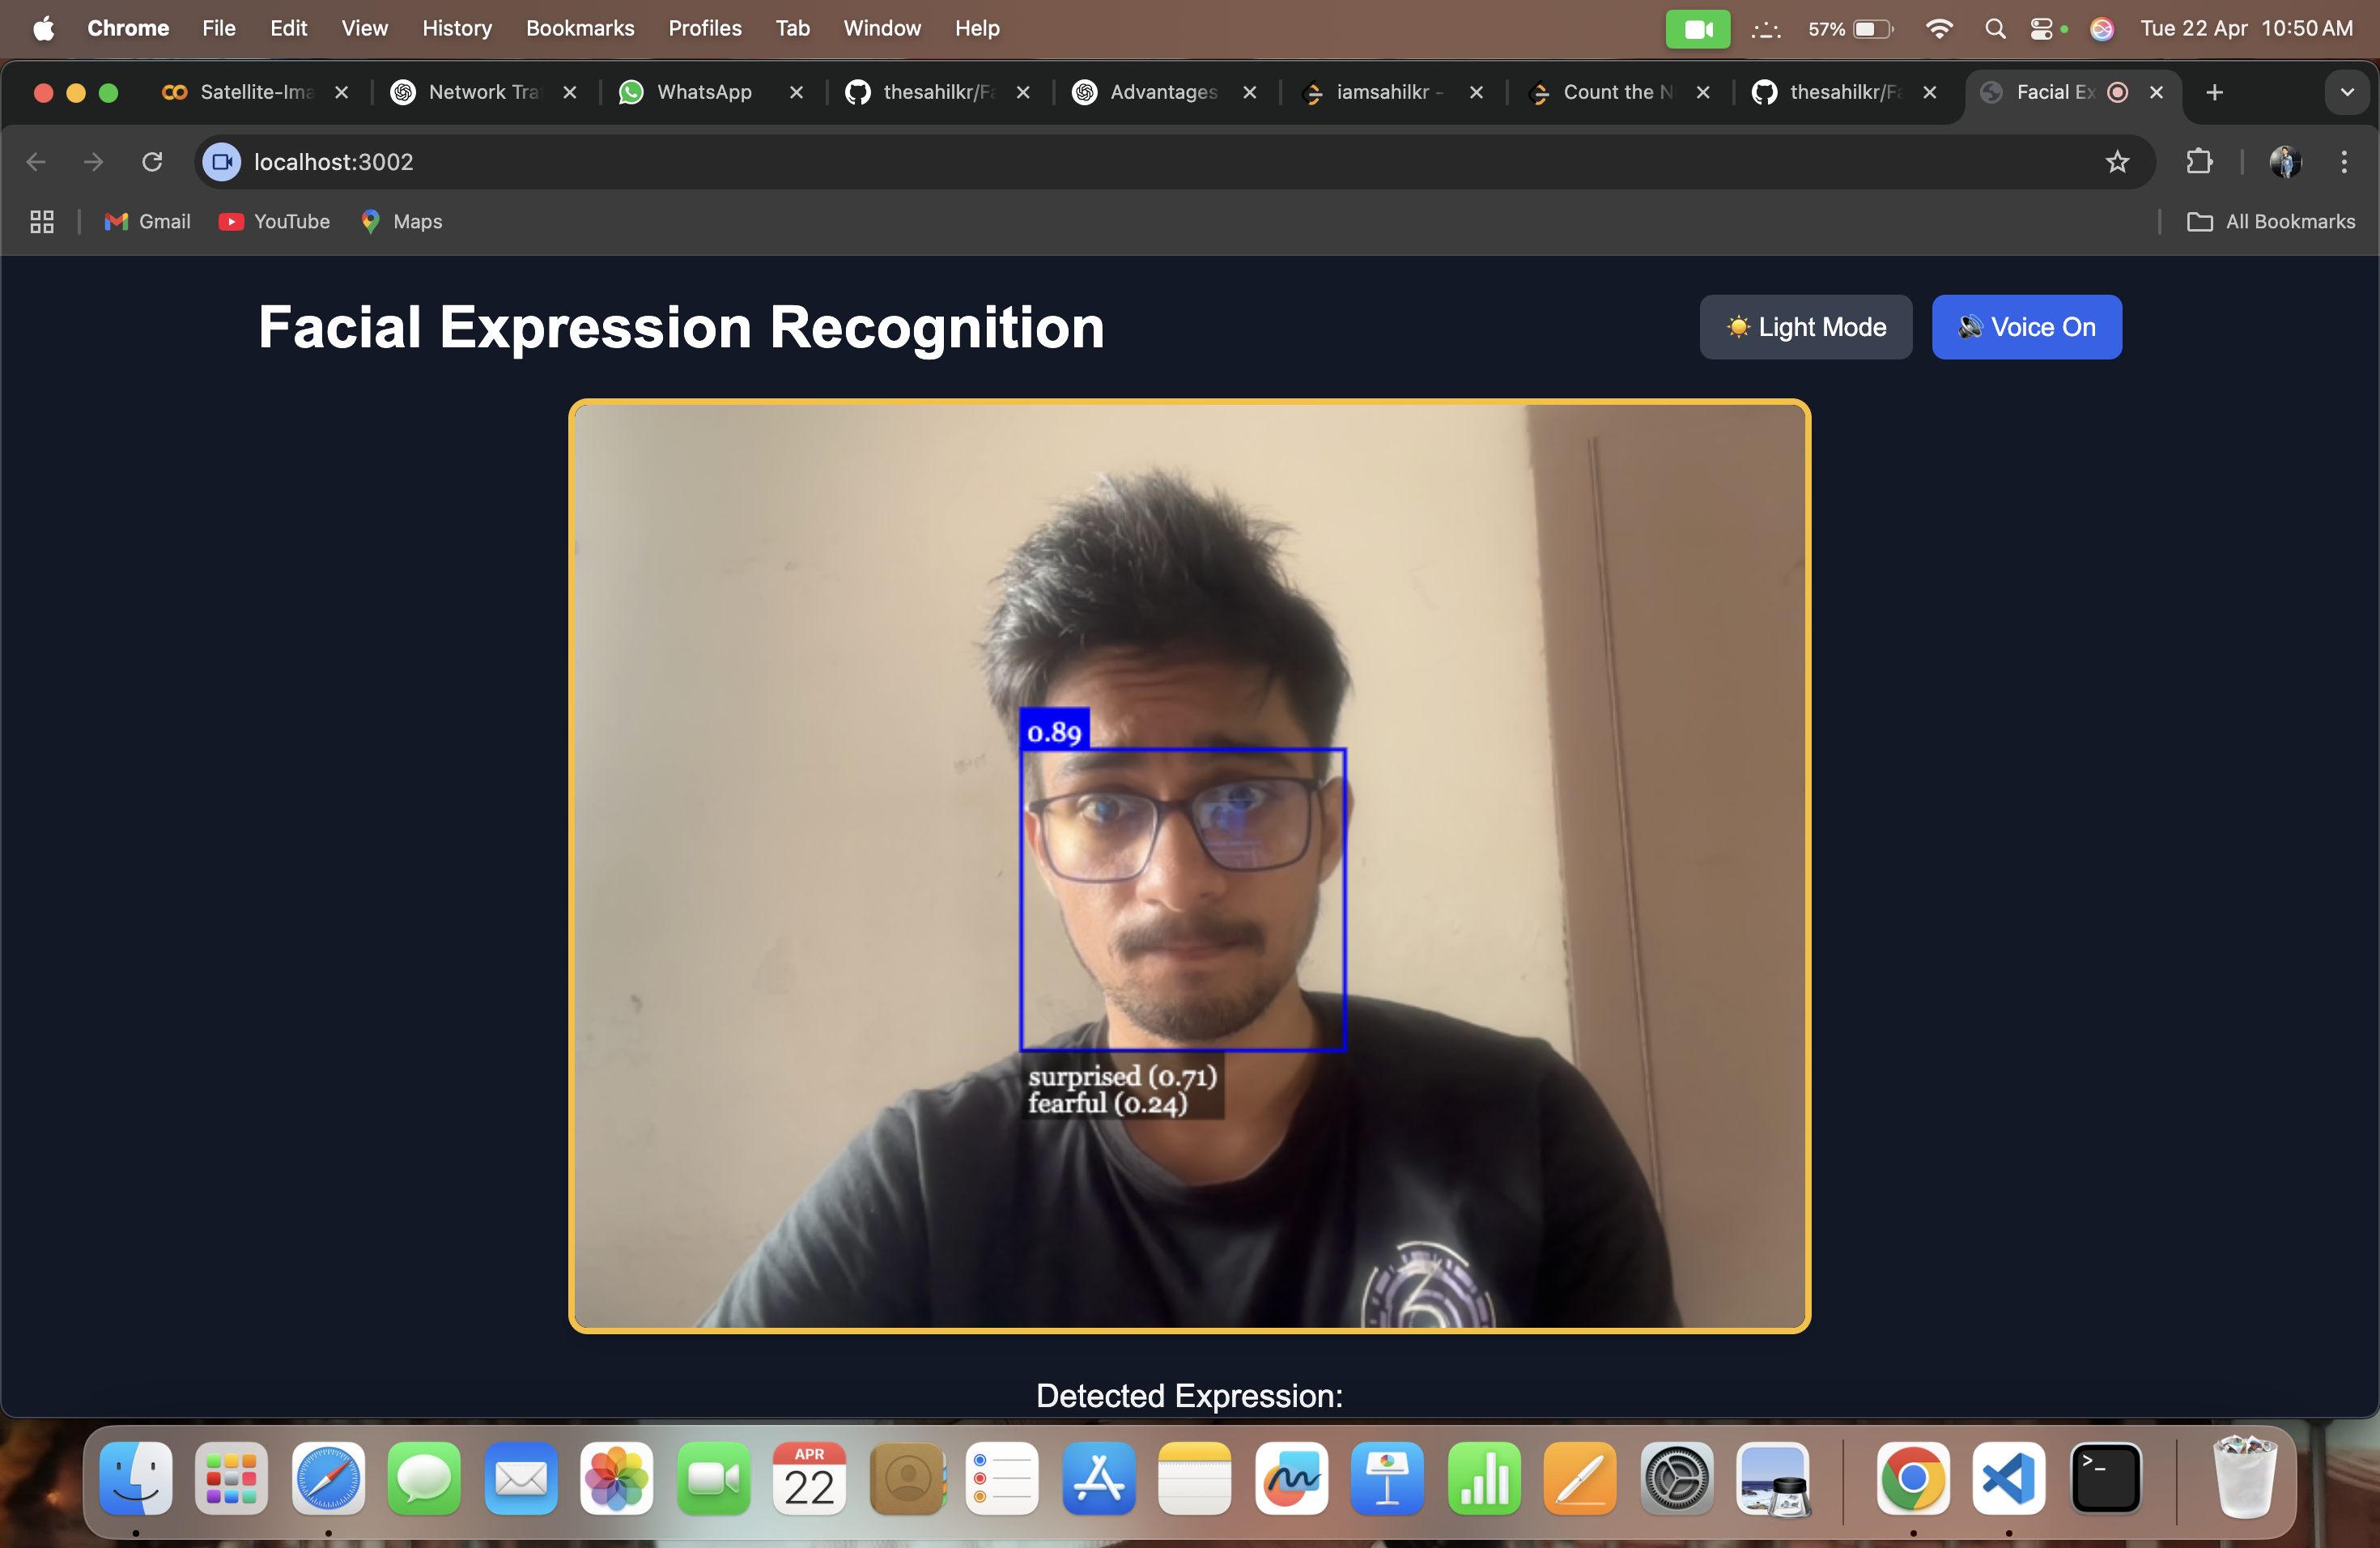 Chrome File Edit View History Bookmarks Profiles Tab Window Help 57% Tue 22 Apr 10:50 AM
Satellite-Ima Network Tra WhatsApp thesahilkr/Fa Advantages iamsahilkr - Count the N thesahilkr/Fa Facial Ex
localhost:3002
Gmail YouTube Maps All Bookmarks
Facial Expression Recognition Light Mode Voice On
0.89
surprised (0.71)
fearful (0.24)
Detected Expression:
APR
22
>_